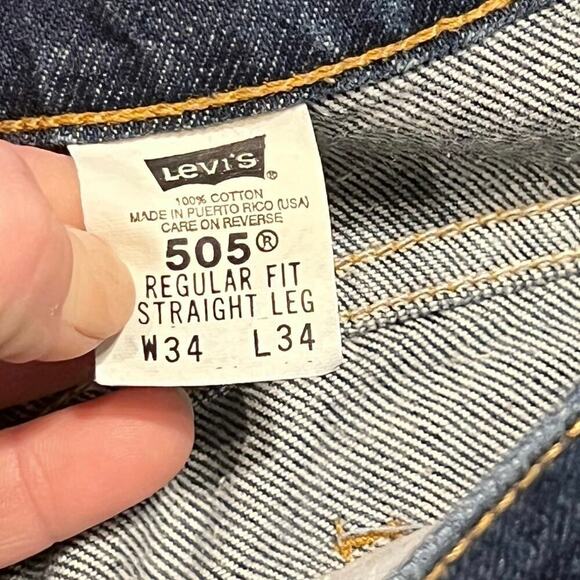 Levi's®
100% COTTON
MADE IN PUERTO RICO (USA)
CARE ON REVERSE
505®
REGULAR FIT
STRAIGHT LEG
W34 L34